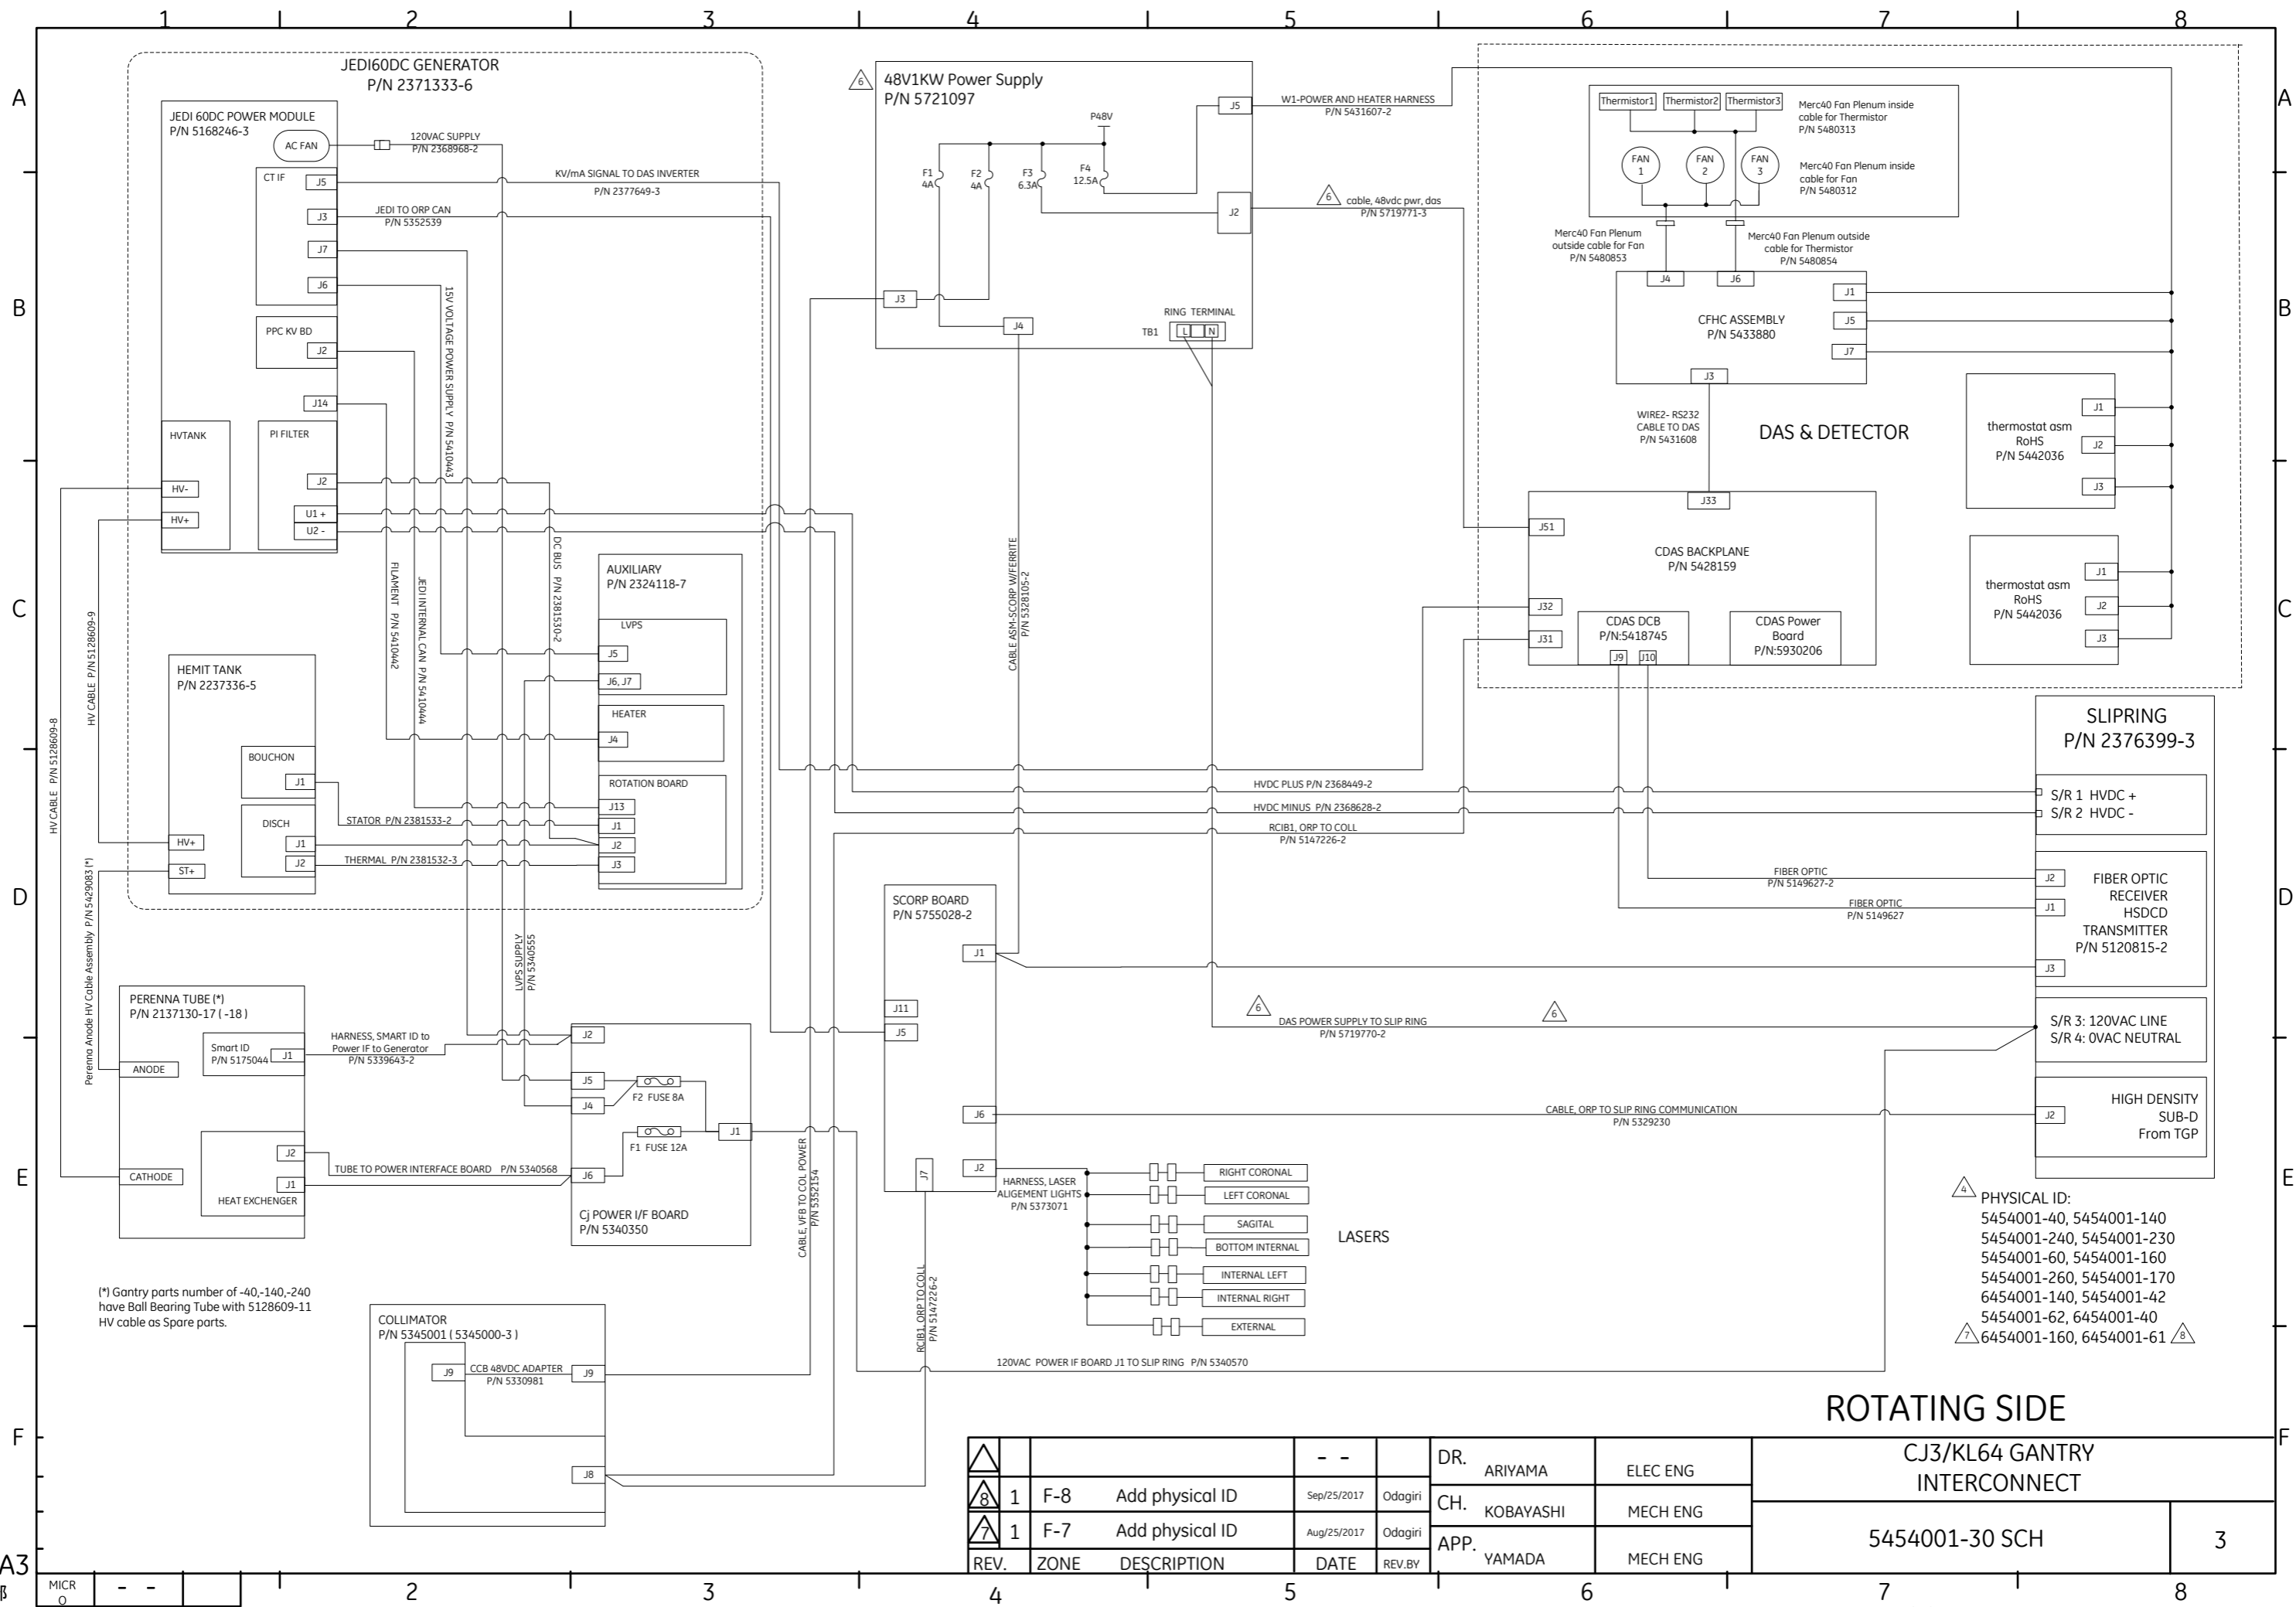 1 2 3 4 5 6 7 8
A
B
C
D
E
F
A3
A
B
C
D
E
F
JEDI60DC GENERATOR
P/N 2371333-6
JEDI 60DC POWER MODULE
P/N 5168246-3
AC FAN
120VAC SUPPLY
P/N 2368968-2
CT IF
J5
KV/mA SIGNAL TO DAS INVERTER
P/N 2377649-3
J3
JEDI TO ORP CAN
P/N 5352539
J7
J6
15V VOLTAGE POWER SUPPLY P/N 5410443
PPC KV BD
J2
J14
HVTANK
PI FILTER
J2
HV-
HV+
U1 +
U2 -
FILAMENT P/N 5410442
JEDI INTERNAL CAN P/N 5410444
DC BUS P/N 2381530-2
HV CABLE P/N 5128609-9
HV CABLE P/N 5128609-8
AUXILIARY
P/N 2324118-7
LVPS
J5
J6, J7
HEATER
J4
ROTATION BOARD
J13
J1
J2
J3
HEMIT TANK
P/N 2237336-5
BOUCHON
J1
DISCH
J1
J2
STATOR P/N 2381533-2
THERMAL P/N 2381532-3
HV+
ST+
Perenna Anode HV Cable Assembly P/N 5429083 (*)
LVPS SUPPLY
P/N 5340555
PERENNA TUBE (*)
P/N 2137130-17 ( -18 )
Smart ID
P/N 5175044
J1
HARNESS, SMART ID to
Power IF to Generator
P/N 5339643-2
ANODE
CATHODE
J2
J1
HEAT EXCHENGER
TUBE TO POWER INTERFACE BOARD P/N 5340568
J2
J5
J4
F2 FUSE 8A
F1 FUSE 12A
J1
J6
Cj POWER I/F BOARD
P/N 5340350
(*) Gantry parts number of -40,-140,-240
have Ball Bearing Tube with 5128609-11
HV cable as Spare parts.
COLLIMATOR
P/N 5345001 ( 5345000-3 )
J9
CCB 48VDC ADAPTER
P/N 5330981
J9
J8
6
48V1KW Power Supply
P/N 5721097
P48V
F1
4A
F2
4A
F3
6.3A
F4
12.5A
J5
J2
J3
J4
RING TERMINAL
TB1
L N
W1-POWER AND HEATER HARNESS
P/N 5431607-2
6
cable, 48vdc pwr, das
P/N 5719771-3
CABLE ASM-SCORP W/FERRITE
P/N 5328105-2
Thermistor1 Thermistor2 Thermistor3
Merc40 Fan Plenum inside
cable for Thermistor
P/N 5480313
FAN
1
FAN
2
FAN
3
Merc40 Fan Plenum inside
cable for Fan
P/N 5480312
Merc40 Fan Plenum
outside cable for Fan
P/N 5480853
Merc40 Fan Plenum outside
cable for Thermistor
P/N 5480854
J4
J6
J1
J5
J7
CFHC ASSEMBLY
P/N 5433880
J3
WIRE2- RS232
CABLE TO DAS
P/N 5431608
DAS & DETECTOR
thermostat asm
RoHS
P/N 5442036
J1
J2
J3
thermostat asm
RoHS
P/N 5442036
J1
J2
J3
J33
J51
CDAS BACKPLANE
P/N 5428159
J32
J31
CDAS DCB
P/N:5418745
J9 J10
CDAS Power
Board
P/N:5930206
SLIPRING
P/N 2376399-3
S/R 1 HVDC +
S/R 2 HVDC -
HVDC PLUS P/N 2368449-2
HVDC MINUS P/N 2368628-2
RCIB1, ORP TO COLL
P/N 5147226-2
FIBER OPTIC
P/N 5149627-2
FIBER OPTIC
P/N 5149627
J2
J1
J3
FIBER OPTIC
RECEIVER
HSDCD
TRANSMITTER
P/N 5120815-2
S/R 3: 120VAC LINE
S/R 4: 0VAC NEUTRAL
HIGH DENSITY
SUB-D
From TGP
J2
SCORP BOARD
P/N 5755028-2
J1
J11
J5
J6
J2
J7
6
DAS POWER SUPPLY TO SLIP RING
P/N 5719770-2
6
CABLE, ORP TO SLIP RING COMMUNICATION
P/N 5329230
HARNESS, LASER
ALIGEMENT LIGHTS
P/N 5373071
RIGHT CORONAL
LEFT CORONAL
SAGITAL
BOTTOM INTERNAL
INTERNAL LEFT
INTERNAL RIGHT
EXTERNAL
LASERS
CABLE, VFB TO COL POWER
P/N 5352154
RCIB1, ORP TO COLL
P/N 5147226-2
120VAC POWER IF BOARD J1 TO SLIP RING P/N 5340570
4
PHYSICAL ID:
5454001-40, 5454001-140
5454001-240, 5454001-230
5454001-60, 5454001-160
5454001-260, 5454001-170
6454001-140, 5454001-42
5454001-62, 6454001-40
7 6454001-160, 6454001-61 8
ROTATING SIDE
- -
8 1 F-8 Add physical ID Sep/25/2017 Odagiri
7 1 F-7 Add physical ID Aug/25/2017 Odagiri
REV. ZONE DESCRIPTION DATE REV.BY
DR. ARIYAMA ELEC ENG
CH. KOBAYASHI MECH ENG
APP. YAMADA MECH ENG
CJ3/KL64 GANTRY
INTERCONNECT
5454001-30 SCH 3
ß
MICR
O
- -
2 3 4 5 6 7 8